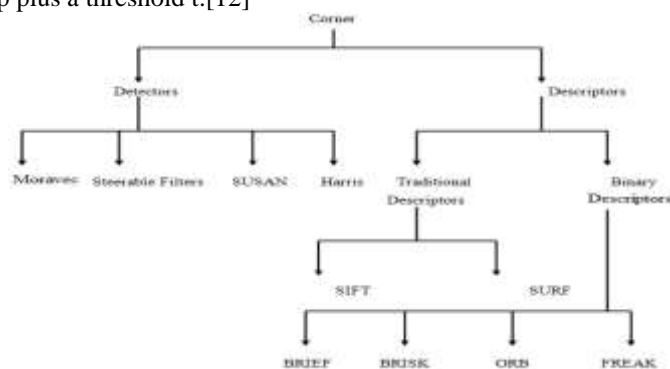 p plus a threshold t.[12]
Corner
Detectors Descriptors
Moravec Steerable Filters SUSAN Harris Traditional Binary
Descriptors Descriptors
SIFT SURF
BRIEF BRISK ORB FREAK